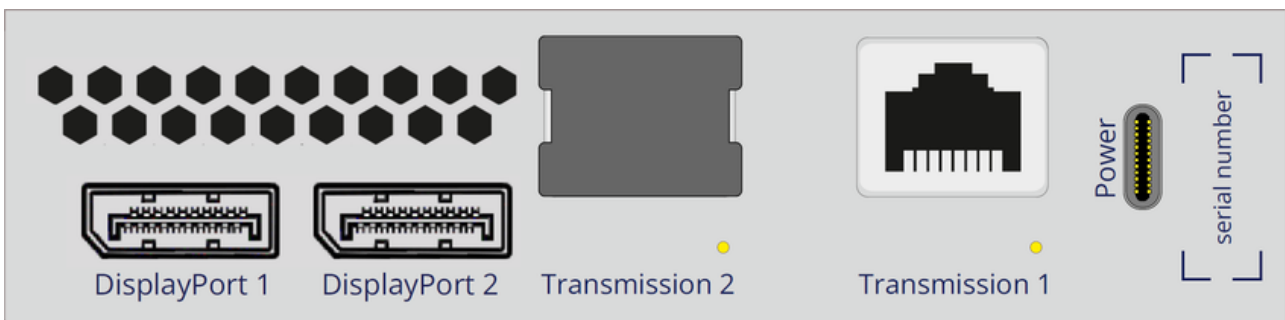 DisplayPort 1
DisplayPort 2
Transmission 2
Transmission 1
Power
serial number